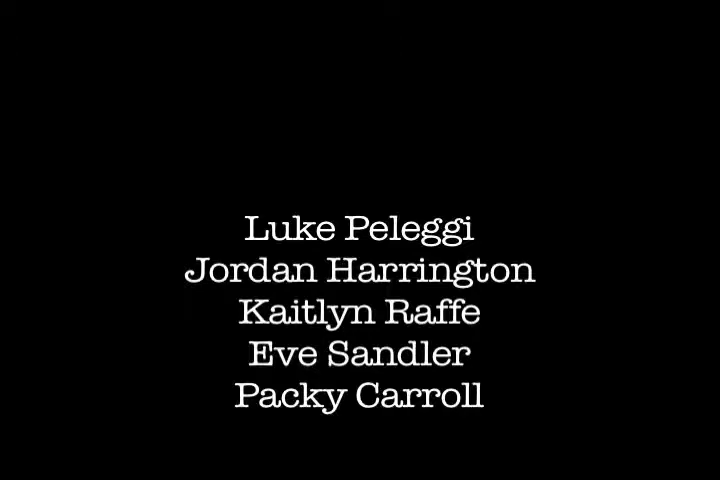 Luke Peleggi
Jordan Harrington
Kaitlyn Raffe
Eve Sandler
Packy Carroll